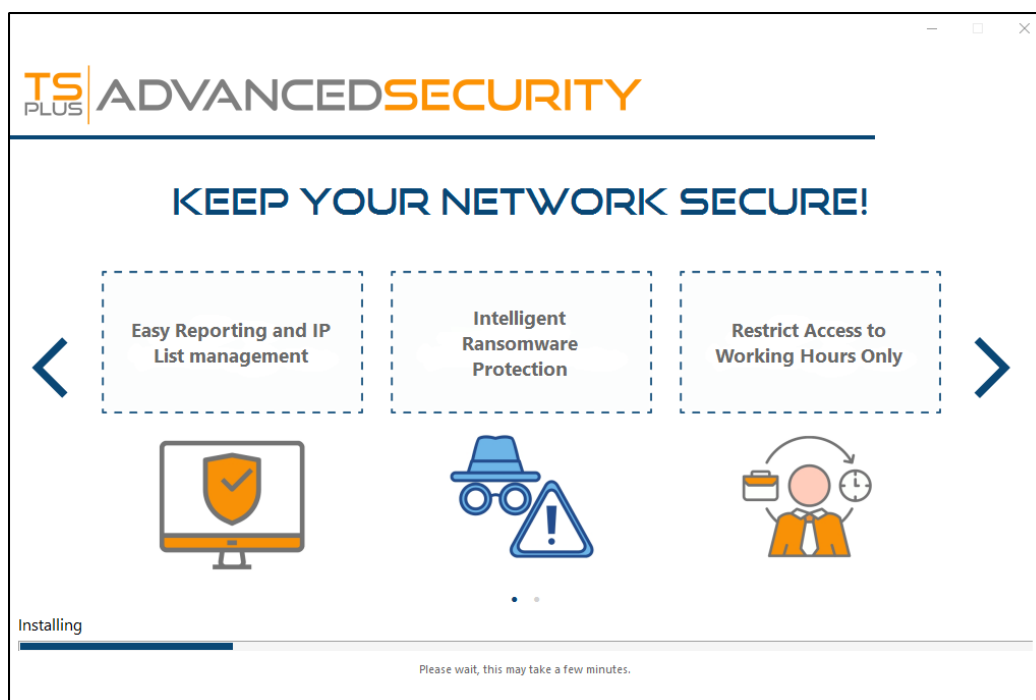 TS PLUS ADVANCEDSECURITY
KEEP YOUR NETWORK SECURE!
Easy Reporting and IP
List management
Intelligent
Ransomware
Protection
Restrict Access to
Working Hours Only
Installing
Please wait, this may take a few minutes.